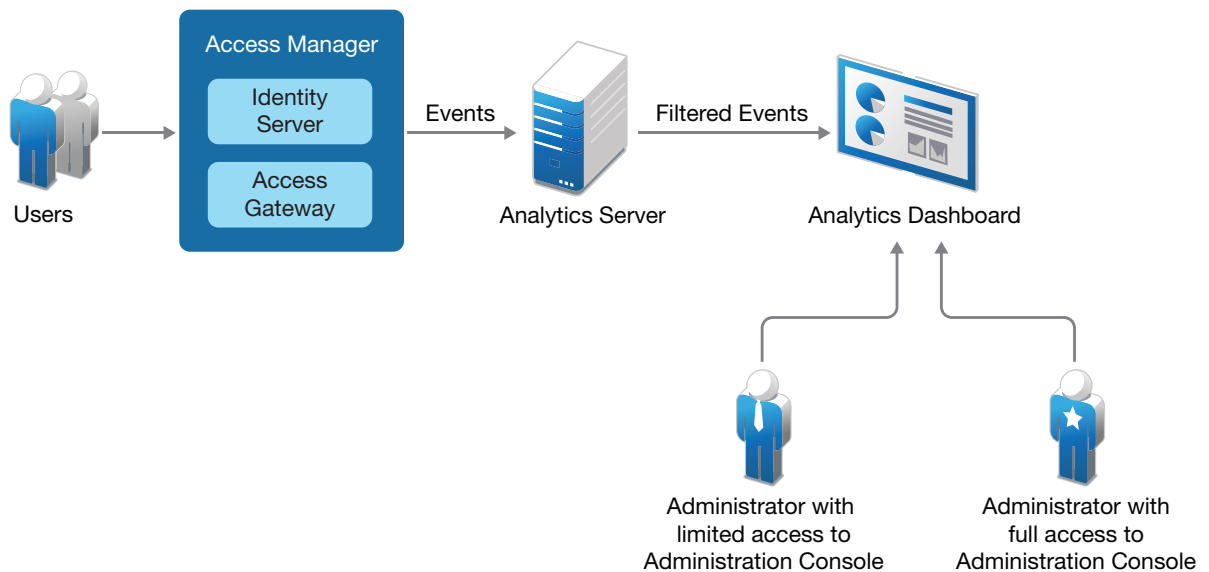 Access Manager
Identity
Server
Access
Gateway
Users
Events
Analytics Server
Filtered Events
Analytics Dashboard
Administrator with
limited access to
Administration Console
Administrator with
full access to
Administration Console